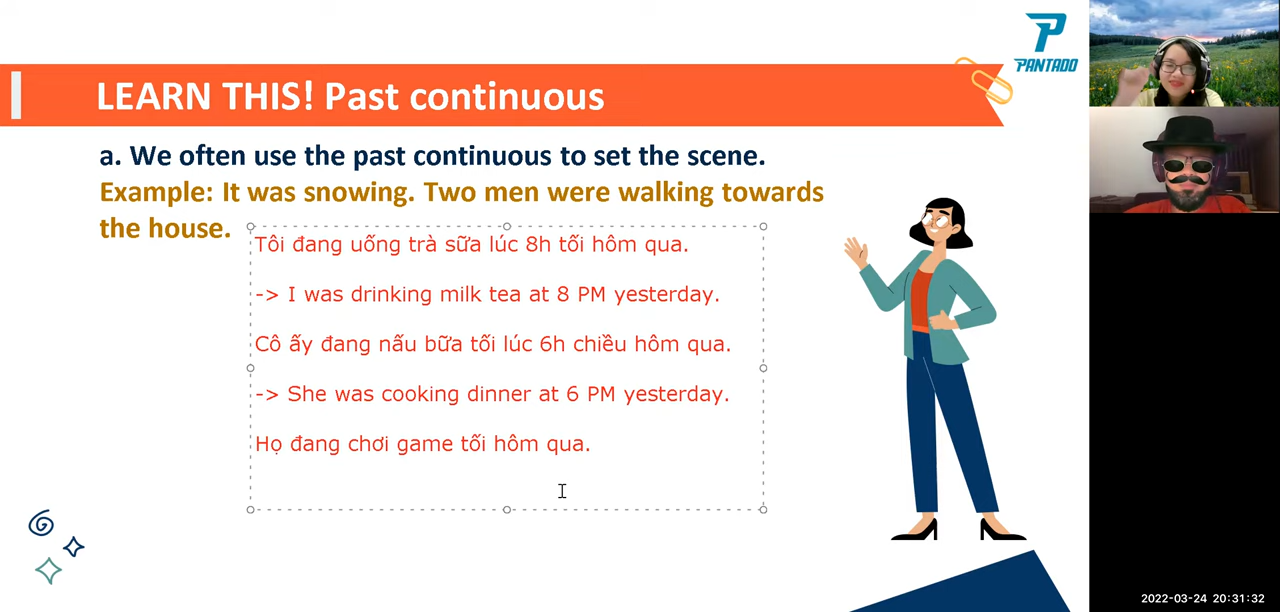 PANTADO
LEARN THIS! Past continuous
a. We often use the past continuous to set the scene.
Example: It was snowing. Two men were walking towards
the house.
Tôi đang uống trà sữa lúc 8h tối hôm qua.
-> I was drinking milk tea at 8 PM yesterday.
Cô ấy đang nấu bữa tối lúc 6h chiều hôm qua.
-> She was cooking dinner at 6 PM yesterday.
Họ đang chơi game tối hôm qua.
2022-03-24 20:31:32